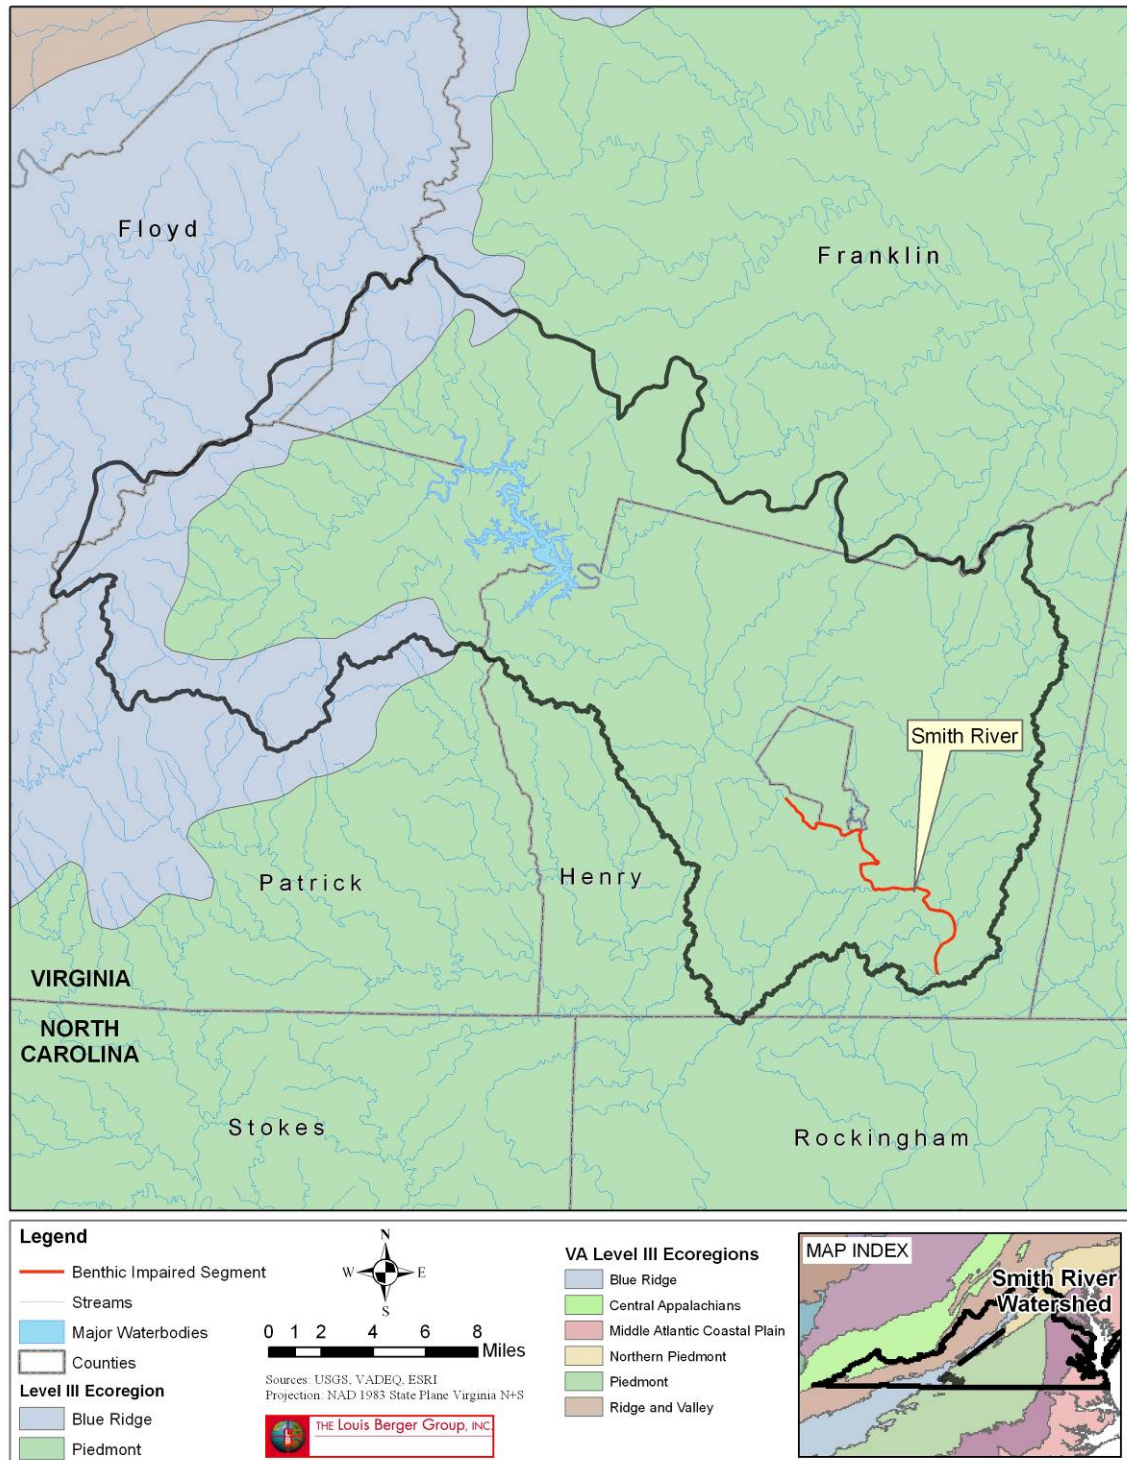 Floyd
Franklin
Smith River
Patrick
Henry
VIRGINIA
NORTH
CAROLINA
Stokes
Rockingham
Legend
Benthic Impaired Segment
Streams
Major Waterbodies
Counties
Level III Ecoregion
Blue Ridge
Piedmont
N
W E
S
0 1 2 4 6 8
Miles
Sources: USGS, VADEQ, ESRI
Projection: NAD 1983 State Plane Virginia N+S
THE Louis Berger Group, INC.
VA Level III Ecoregions
Blue Ridge
Central Appalachians
Middle Atlantic Coastal Plain
Northern Piedmont
Piedmont
Ridge and Valley
MAP INDEX
Smith River
Watershed